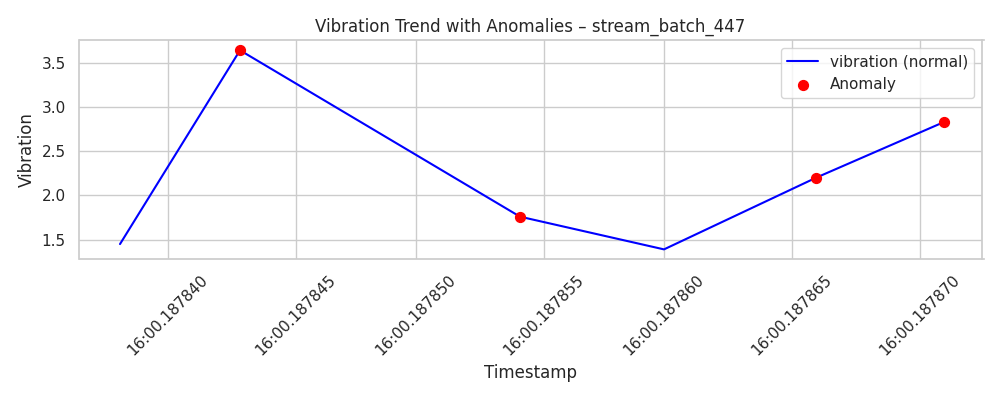 Vibration Trend with Anomalies – stream_batch_447
vibration (normal)
Anomaly
Vibration
3.5
3.0
2.5
2.0
1.5
16:00.187840
16:00.187845
16:00.187850
16:00.187855
16:00.187860
16:00.187865
16:00.187870
Timestamp